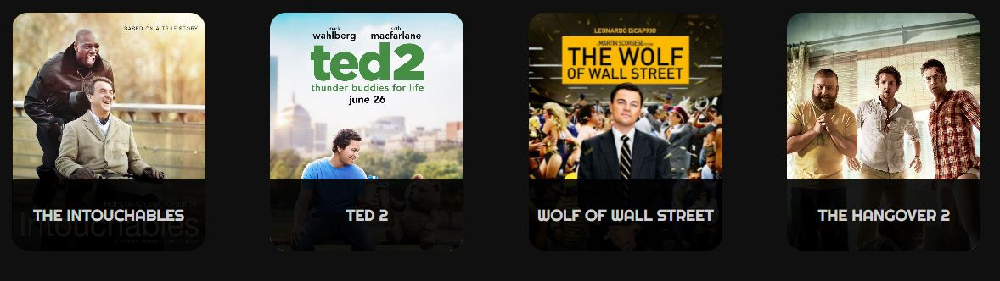 BASED ON A TRUE STORY
Intouchables
THE INTOUCHABLES
mark seth
wahlberg macfarlane
ted2
thunder buddies for life
june 26
TED 2
LEONARDO DiCAPRIO
A MARTIN SCORSESE PICTURE
THE WOLF
OF WALL STREET
WOLF OF WALL STREET
THE HANGOVER 2